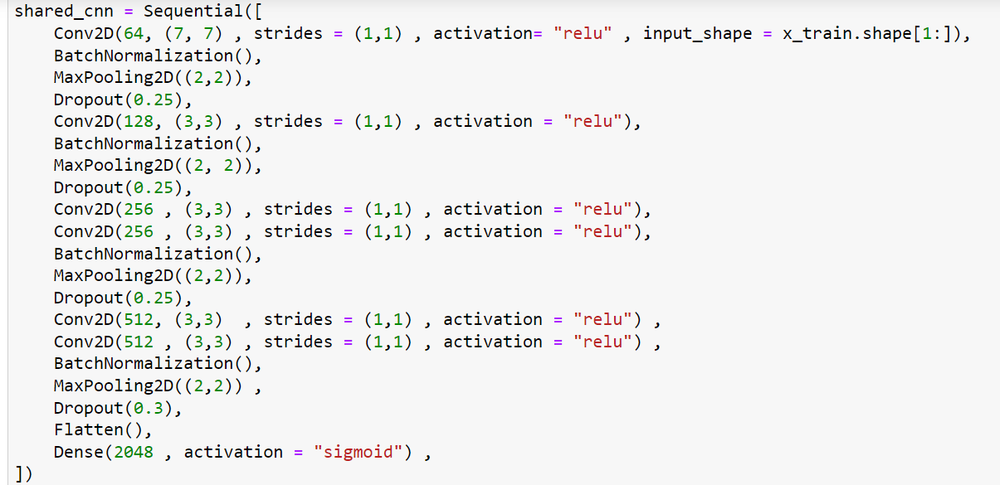 shared_cnn = Sequential([
    Conv2D(64, (7, 7) , strides = (1,1) , activation= "relu" , input_shape = x_train.shape[1:]),
    BatchNormalization(),
    MaxPooling2D((2,2)),
    Dropout(0.25),
    Conv2D(128, (3,3) , strides = (1,1) , activation = "relu"),
    BatchNormalization(),
    MaxPooling2D((2, 2)),
    Dropout(0.25),
    Conv2D(256 , (3,3) , strides = (1,1) , activation = "relu"),
    Conv2D(256 , (3,3) , strides = (1,1) , activation = "relu"),
    BatchNormalization(),
    MaxPooling2D((2,2)),
    Dropout(0.25),
    Conv2D(512, (3,3)  , strides = (1,1) , activation = "relu") ,
    Conv2D(512 , (3,3) , strides = (1,1) , activation = "relu") ,
    BatchNormalization(),
    MaxPooling2D((2,2)) ,
    Dropout(0.3),
    Flatten(),
    Dense(2048 , activation = "sigmoid") ,
])